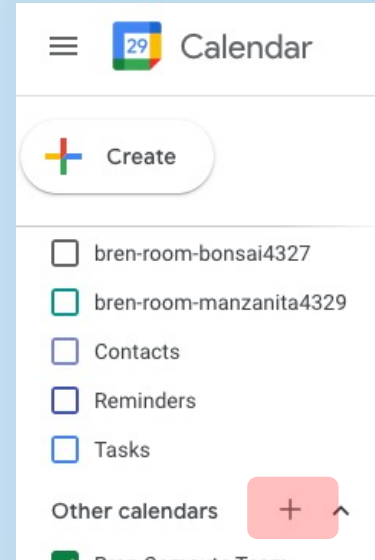 29 Calendar
Create
bren-room-bonsai4327
bren-room-manzanita4329
Contacts
Reminders
Tasks
Other calendars